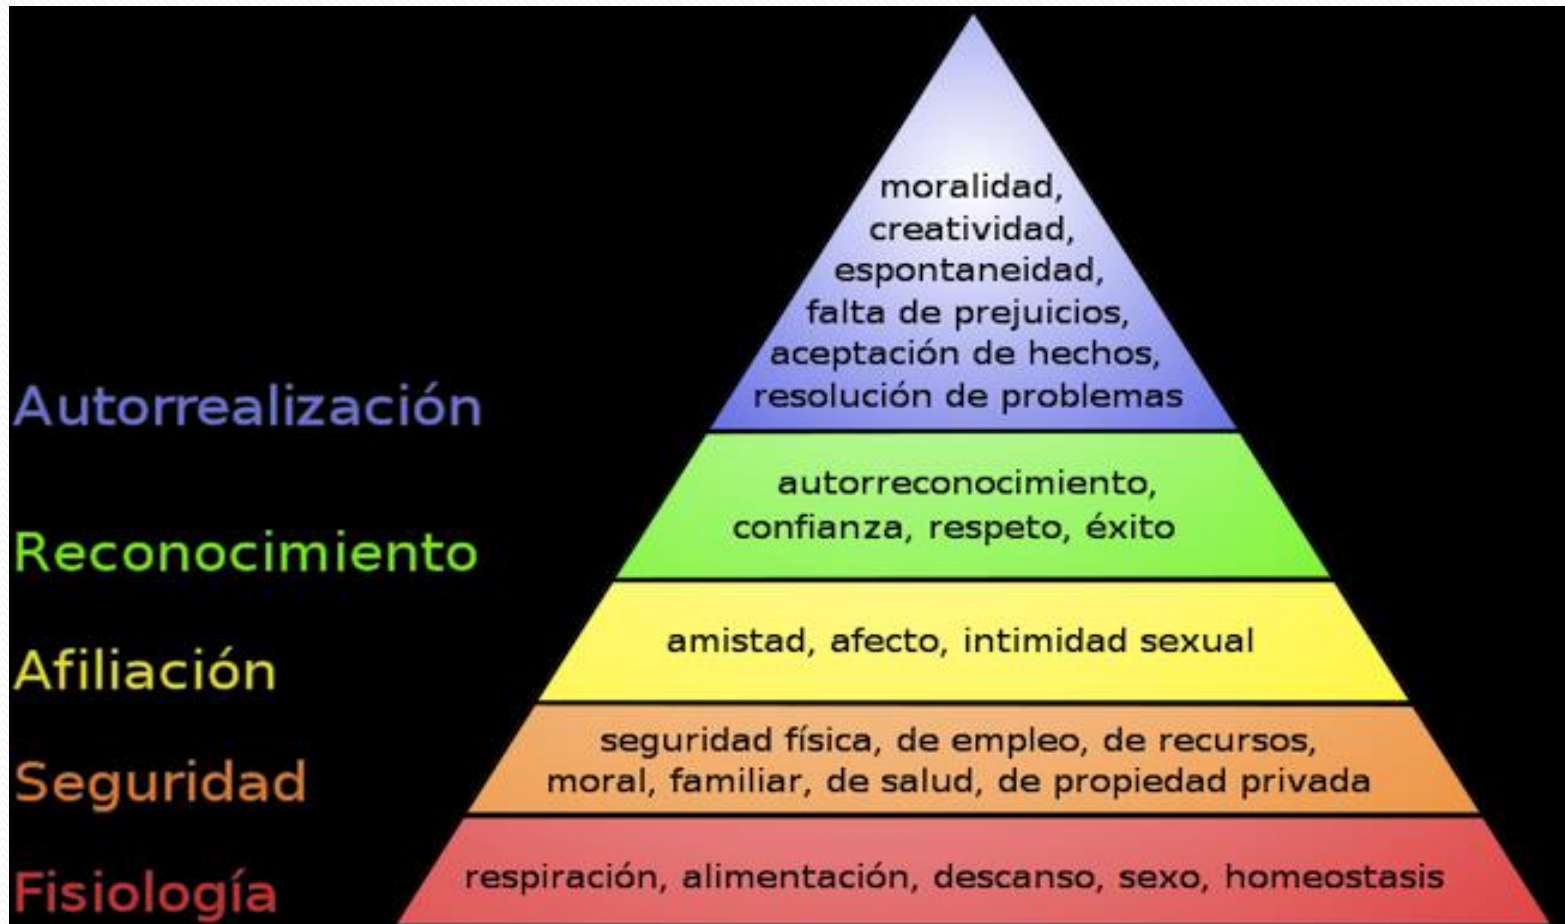 moralidad,
creatividad,
espontaneidad,
falta de prejuicios,
aceptación de hechos,
resolución de problemas
Autorrealización
autorreconocimiento,
confianza, respeto, éxito
Reconocimiento
amistad, afecto, intimidad sexual
Afiliación
seguridad física, de empleo, de recursos,
moral, familiar, de salud, de propiedad privada
Seguridad
respiración, alimentación, descanso, sexo, homeostasis
Fisiología